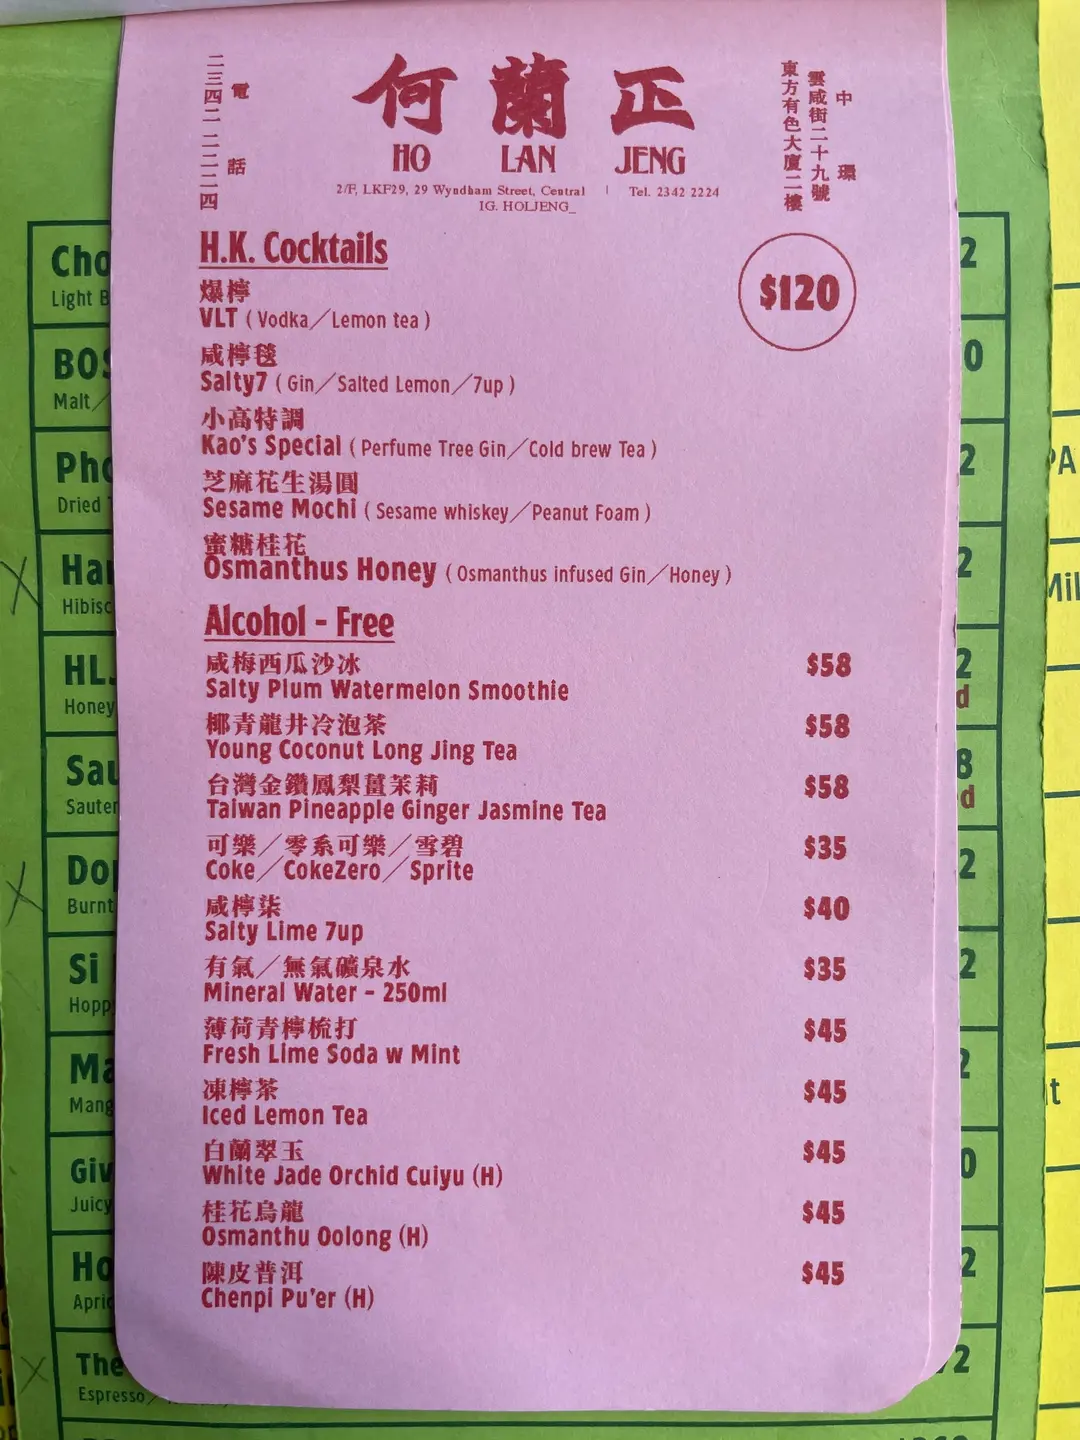 電話
二三四二 二二二四
何蘭正
HO LAN JENG
中環
雲咸街二十九號
東方有色大廈二樓
2/F, LKF29, 29 Wyndham Street, Central | Tel. 2342 2224
IG. HOLJENG_
H.K. Cocktails
$120
爆檸
VLT ( Vodka／Lemon tea )
咸檸毯
Salty7 ( Gin／Salted Lemon／7up )
小高特調
Kao's Special ( Perfume Tree Gin／Cold brew Tea )
芝麻花生湯圓
Sesame Mochi ( Sesame whiskey／Peanut Foam )
蜜糖桂花
Osmanthus Honey ( Osmanthus infused Gin／Honey )
Alcohol - Free
咸梅西瓜沙冰 $58
Salty Plum Watermelon Smoothie
椰青龍井冷泡茶 $58
Young Coconut Long Jing Tea
台灣金鑽鳳梨薑茉莉 $58
Taiwan Pineapple Ginger Jasmine Tea
可樂／零系可樂／雪碧 $35
Coke／CokeZero／Sprite
咸檸柒 $40
Salty Lime 7up
有氣／無氣礦泉水 $35
Mineral Water - 250ml
薄荷青檸梳打 $45
Fresh Lime Soda w Mint
凍檸茶 $45
Iced Lemon Tea
白蘭翠玉 $45
White Jade Orchid Cuiyu (H)
桂花烏龍 $45
Osmanthu Oolong (H)
陳皮普洱 $45
Chenpi Pu'er (H)
Light B
Malt／
Dried
Honey
Burnt
Mang
Juicy
The
Espresso／